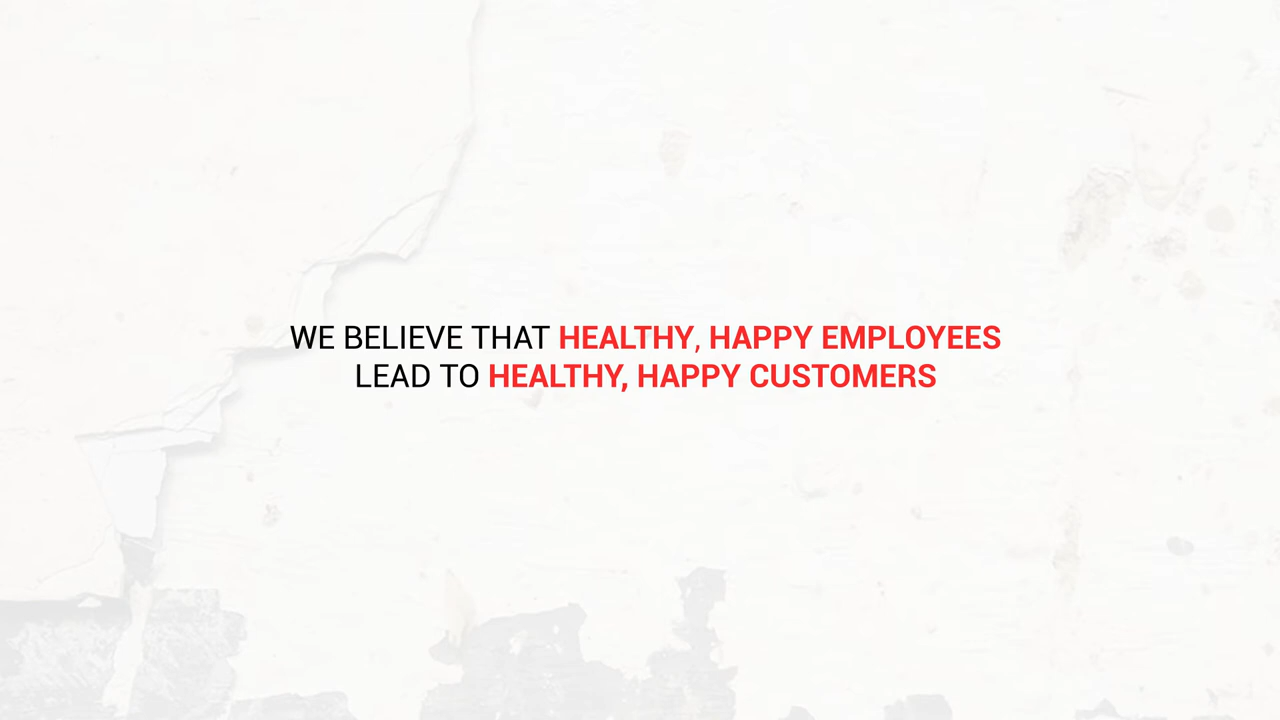 WE BELIEVE THAT HEALTHY, HAPPY EMPLOYEES
LEAD TO HEALTHY, HAPPY CUSTOMERS